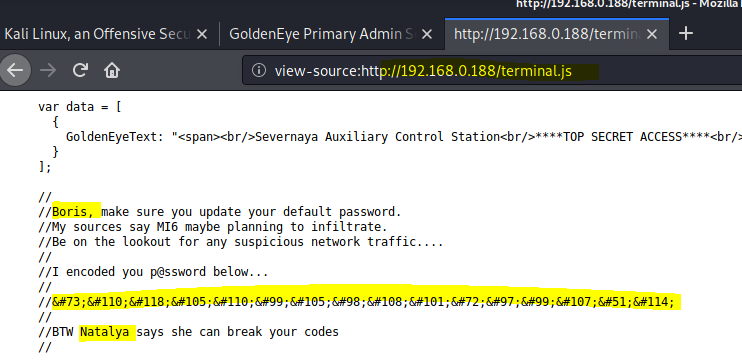 http://192.168.0.188/terminal.js - Mozilla
Kali Linux, an Offensive Secu
GoldenEye Primary Admin S
http://192.168.0.188/termin
view-source:http://192.168.0.188/terminal.js
var data = [
{
GoldenEyeText: "<span><br/>Severnaya Auxiliary Control Station<br/>****TOP SECRET ACCESS****<br/>
}
];
//
//Boris, make sure you update your default password.
//My sources say MI6 maybe planning to infiltrate.
//Be on the lookout for any suspicious network traffic....
//
//I encoded you p@ssword below...
//
//&#73;&#110;&#118;&#105;&#110;&#99;&#105;&#98;&#108;&#101;&#72;&#97;&#99;&#107;&#51;&#114;
//
//BTW Natalya says she can break your codes
//